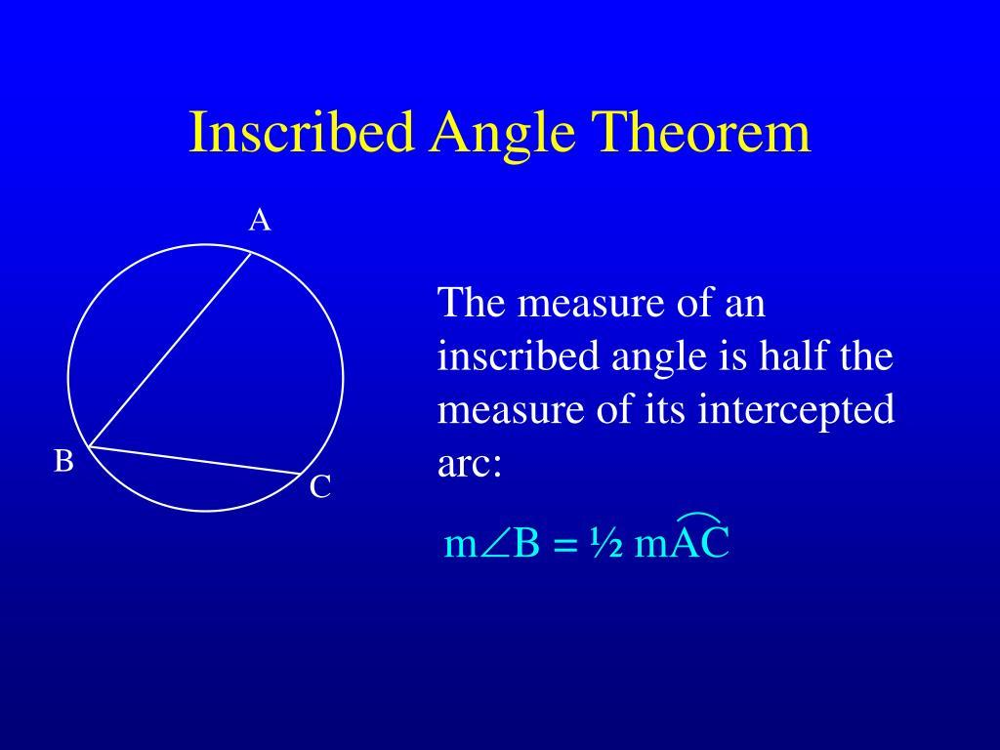 Inscribed Angle Theorem
A
The measure of an
inscribed angle is half the
measure of its intercepted
arc:
B
C
m∠B = ½ mAC